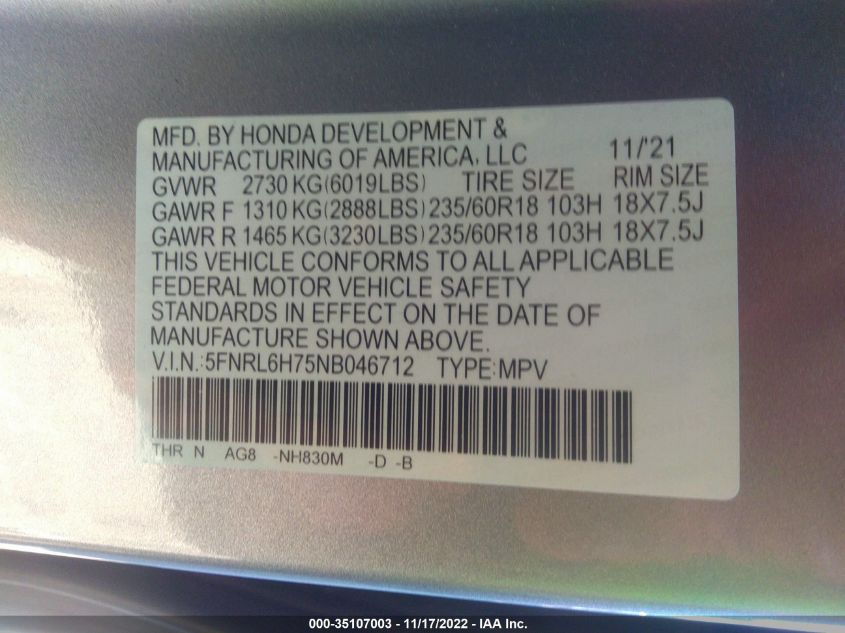 MFD. BY HONDA DEVELOPMENT &
MANUFACTURING OF AMERICA, LLC 11/'21
GVWR 2730 KG(6019LBS) TIRE SIZE RIM SIZE
GAWR F 1310 KG(2888LBS) 235/60R18 103H 18X7.5J
GAWR R 1465 KG(3230LBS) 235/60R18 103H 18X7.5J
THIS VEHICLE CONFORMS TO ALL APPLICABLE
FEDERAL MOTOR VEHICLE SAFETY
STANDARDS IN EFFECT ON THE DATE OF
MANUFACTURE SHOWN ABOVE.
V.I.N.:5FNRL6H75NB046712 TYPE:MPV
THR N AG8 -NH830M -D -B
000-35107003 - 11/17/2022 - IAA Inc.